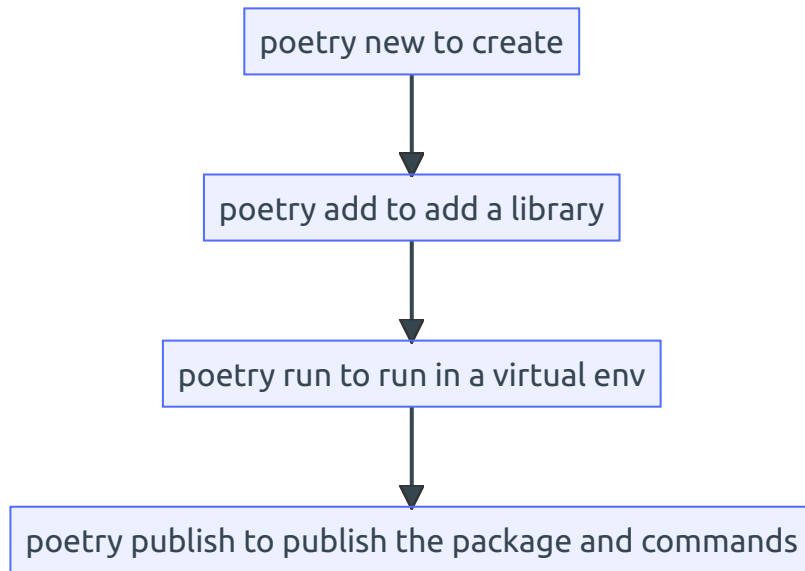 poetry new to create
poetry add to add a library
poetry run to run in a virtual env
poetry publish to publish the package and commands